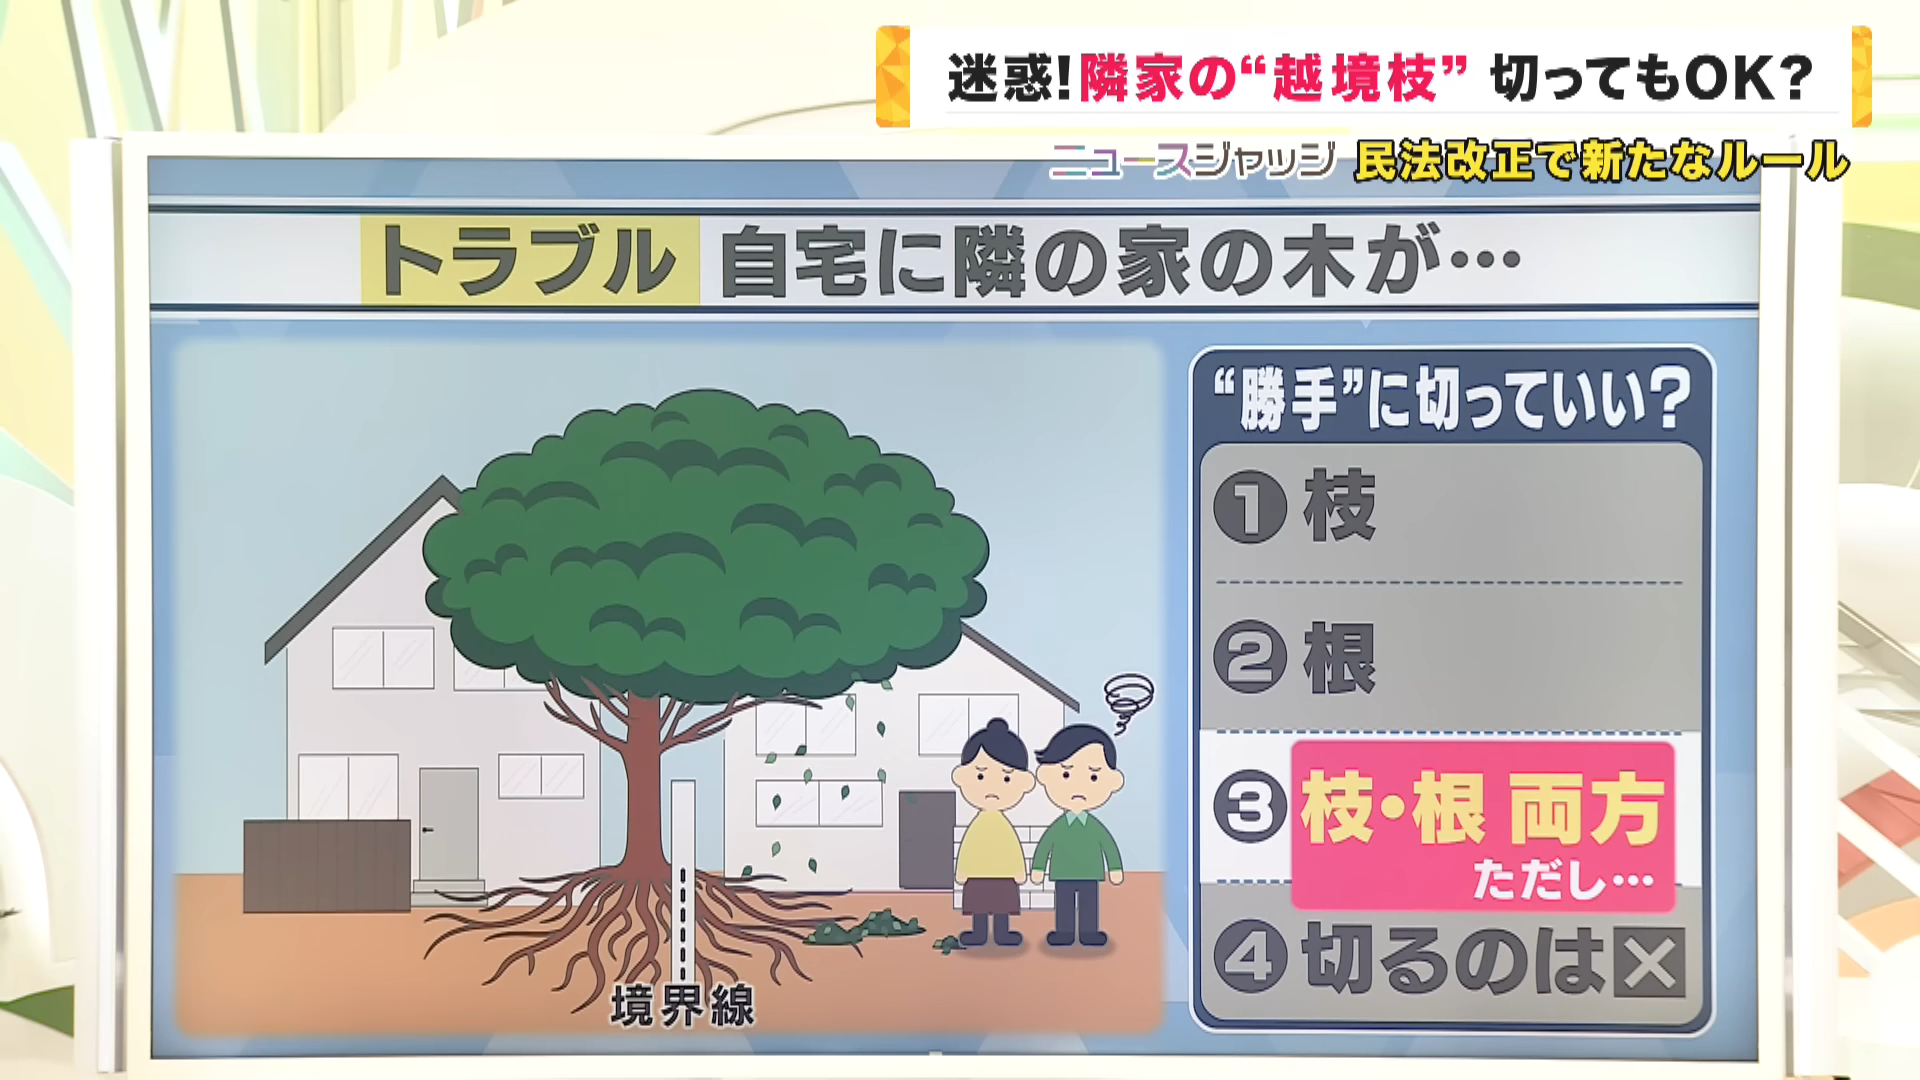 迷惑!隣家の“越境枝” 切ってもOK?
ニュースジャッジ 民法改正で新たなルール
トラブル 自宅に隣の家の木が…
“勝手”に切っていい?
①枝
②根
③枝・根 両方
ただし…
④切るのは×
境界線